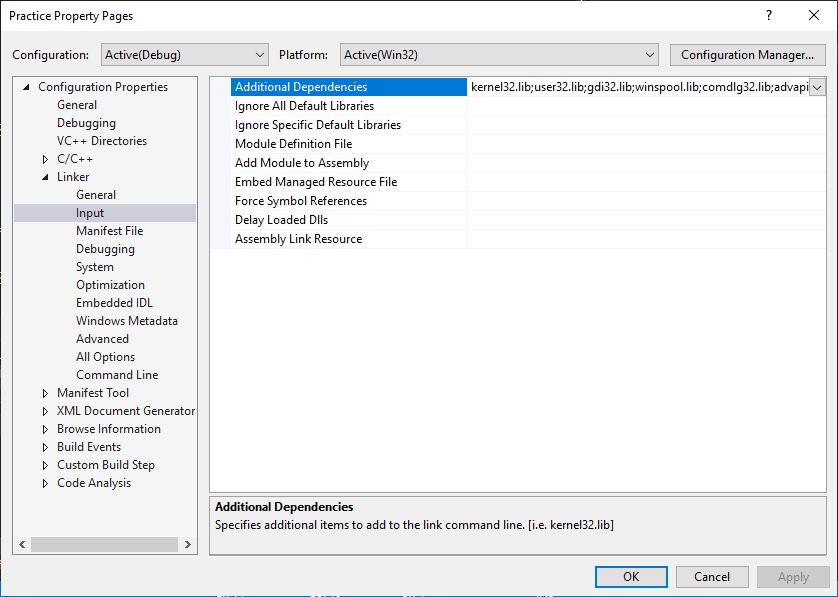 Practice Property Pages
?
Configuration: Active(Debug) Platform: Active(Win32) Configuration Manager...
Configuration Properties
General
Debugging
VC++ Directories
C/C++
Linker
General
Input
Manifest File
Debugging
System
Optimization
Embedded IDL
Windows Metadata
Advanced
All Options
Command Line
Manifest Tool
XML Document Generator
Browse Information
Build Events
Custom Build Step
Code Analysis
Additional Dependencies kernel32.lib;user32.lib;gdi32.lib;winspool.lib;comdlg32.lib;advapi
Ignore All Default Libraries
Ignore Specific Default Libraries
Module Definition File
Add Module to Assembly
Embed Managed Resource File
Force Symbol References
Delay Loaded Dlls
Assembly Link Resource
Additional Dependencies
Specifies additional items to add to the link command line. [i.e. kernel32.lib]
OK Cancel Apply